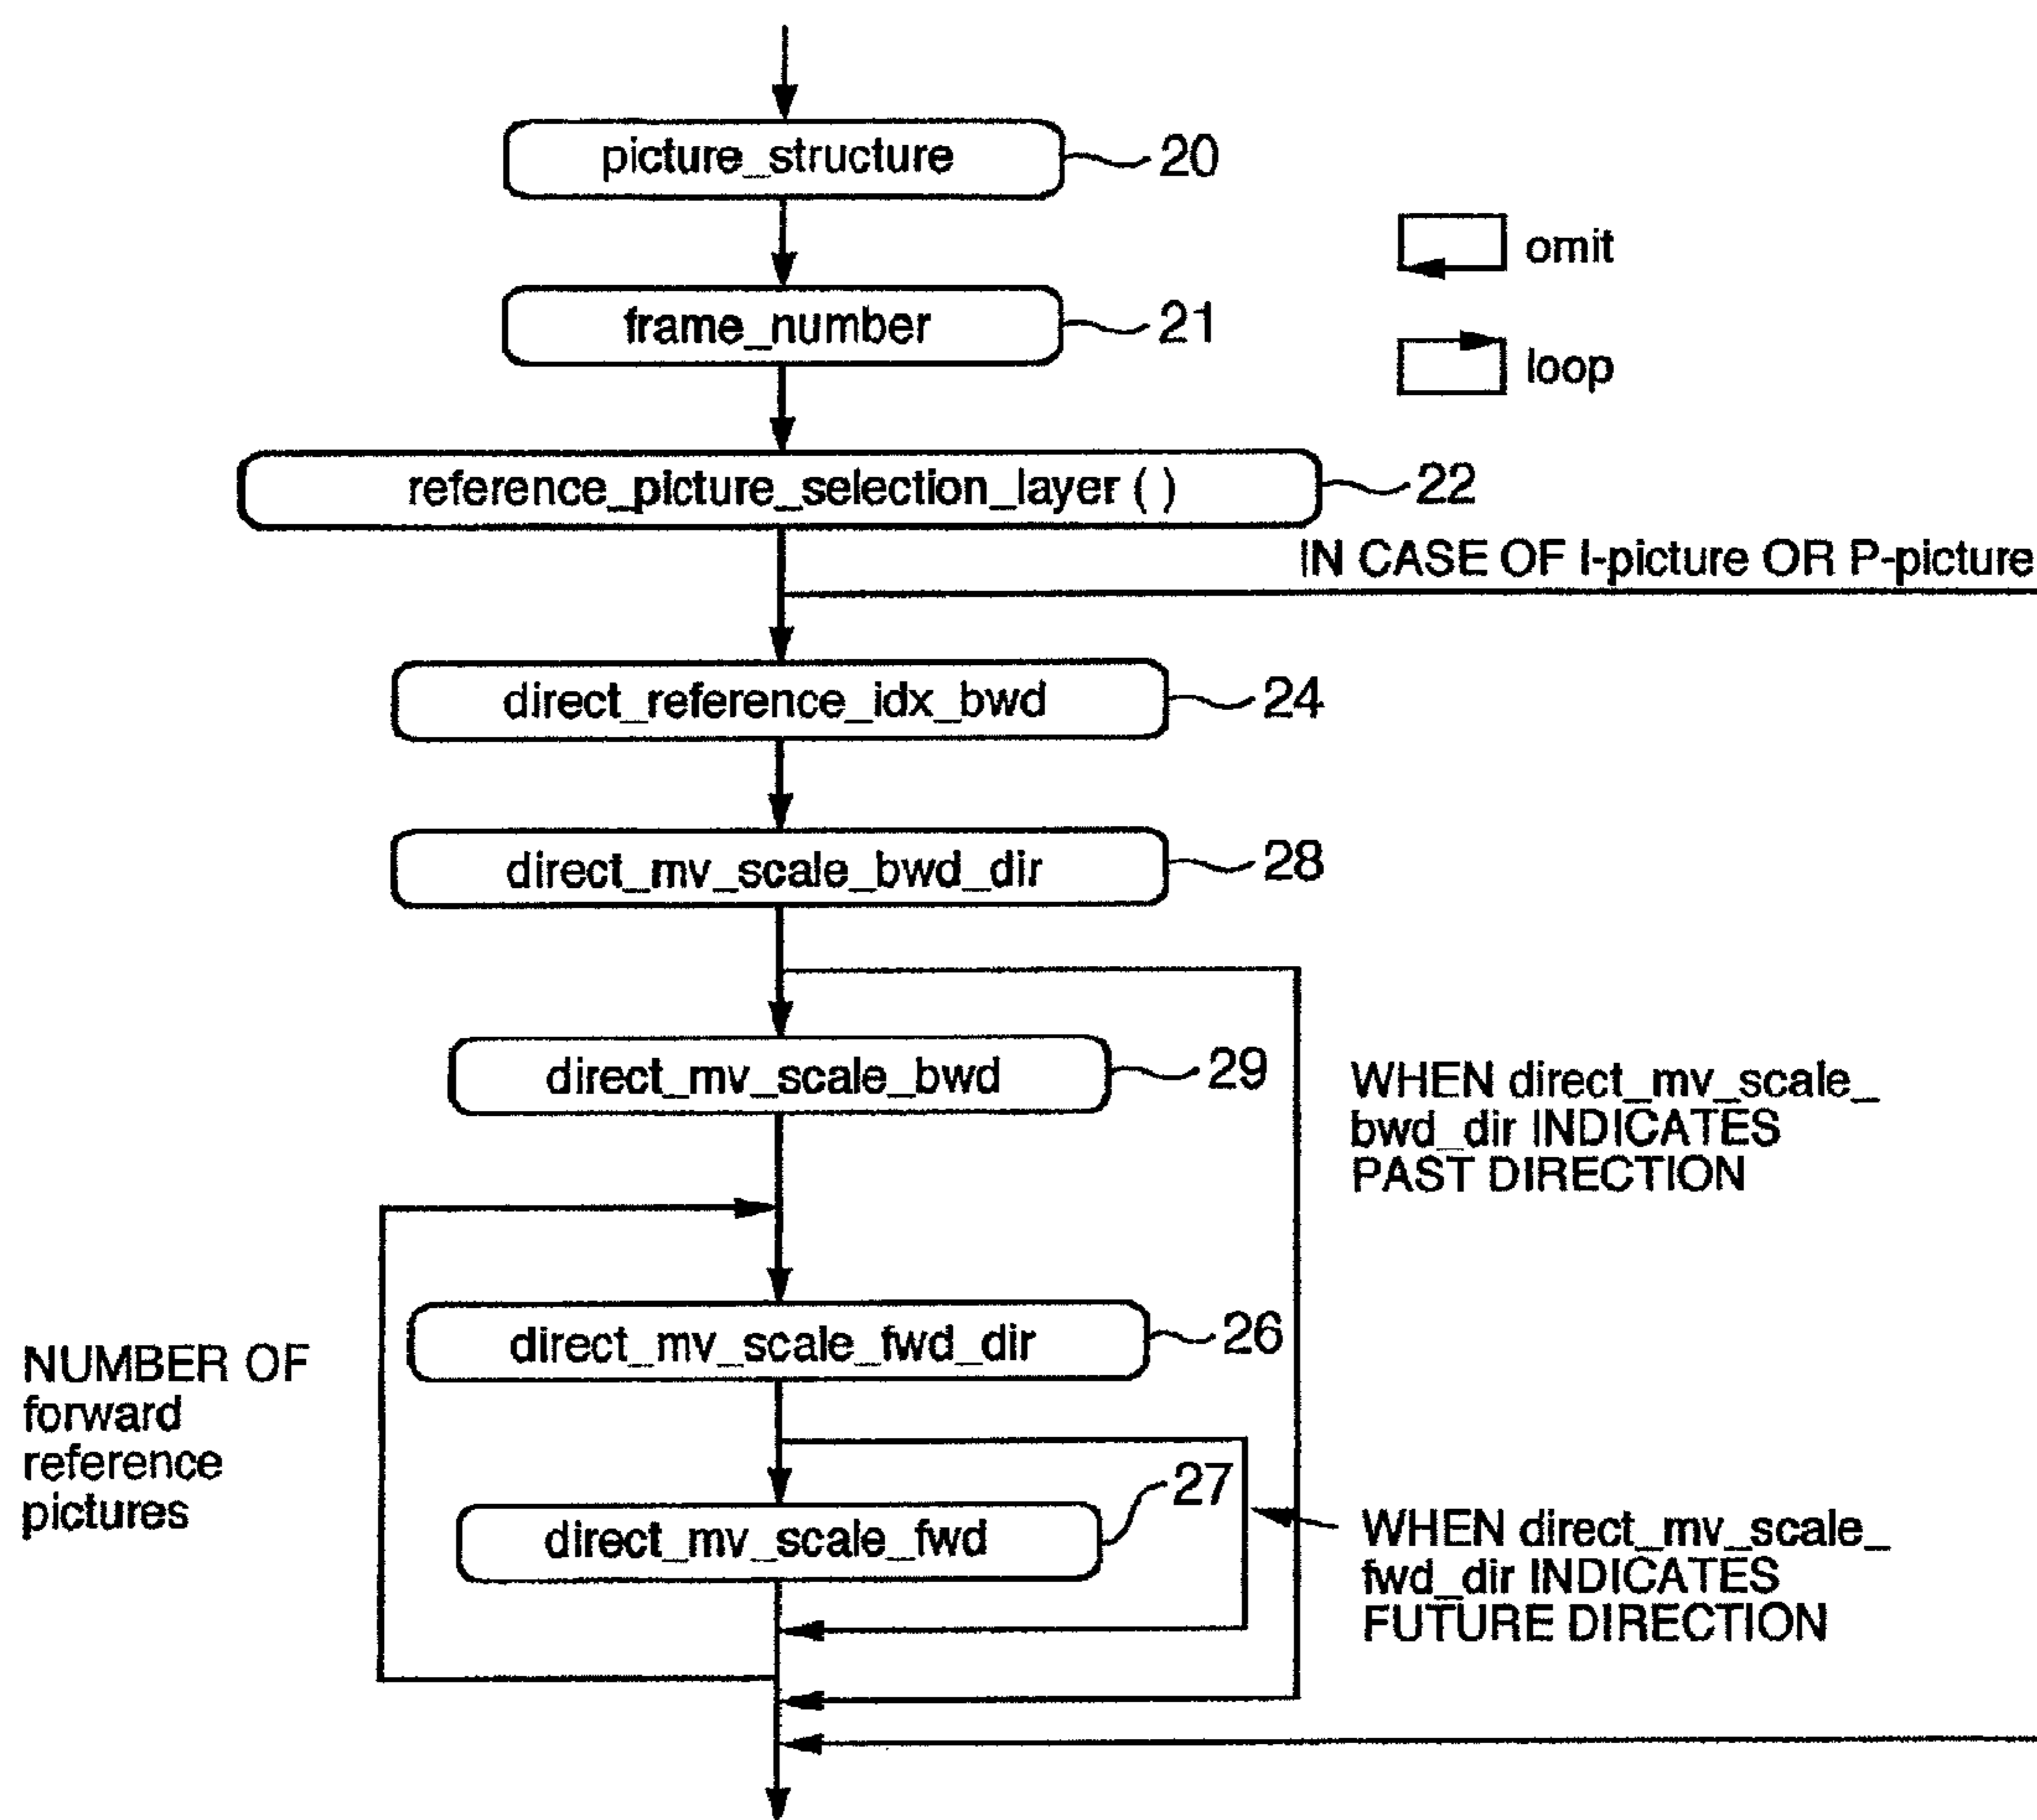 picture_structure
20
frame_number
21
omit
loop
reference_picture_selection_layer ( )
22
IN CASE OF I-picture OR P-picture
direct_reference_idx_bwd
24
direct_mv_scale_bwd_dir
28
direct_mv_scale_bwd
29
WHEN direct_mv_scale_
bwd_dir INDICATES
PAST DIRECTION
direct_mv_scale_fwd_dir
26
NUMBER OF
forward
reference
pictures
direct_mv_scale_fwd
27
WHEN direct_mv_scale_
fwd_dir INDICATES
FUTURE DIRECTION